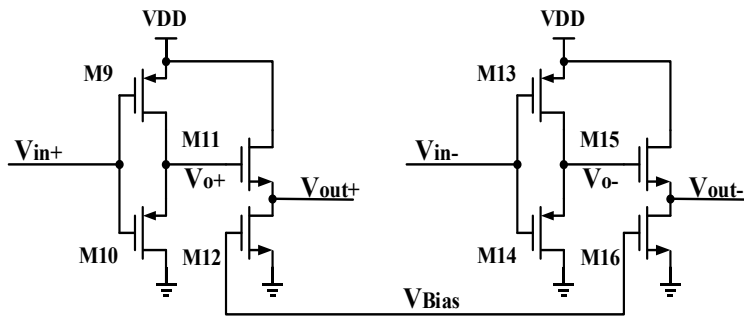 VDD
VDD
M9
M13
M11
M15
Vin+
Vin-
Vo+
Vo-
Vout+
Vout-
M10
M12
M14
M16
VBias